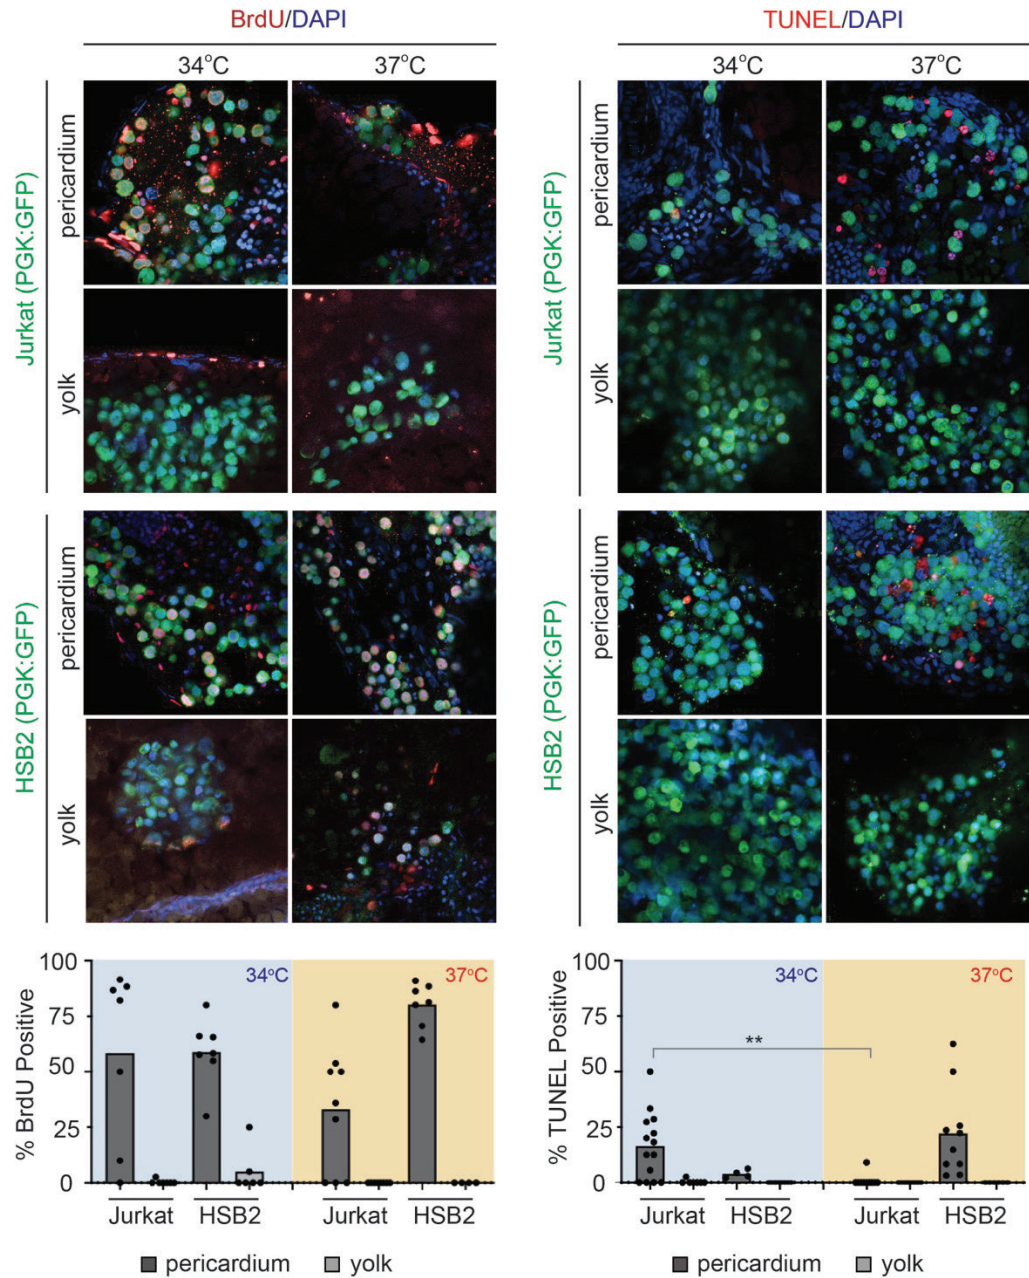 BrdU/DAPI
TUNEL/DAPI
34°C
37°C
34°C
37°C
Jurkat (PGK:GFP)
pericardium
yolk
Jurkat (PGK:GFP)
pericardium
yolk
HSB2 (PGK:GFP)
pericardium
yolk
HSB2 (PGK:GFP)
pericardium
yolk
% BrdU Positive
100
75
50
25
0
34°C
37°C
Jurkat HSB2 Jurkat HSB2
pericardium yolk
% TUNEL Positive
100
75
50
25
0
34°C
37°C
**
Jurkat HSB2 Jurkat HSB2
pericardium yolk